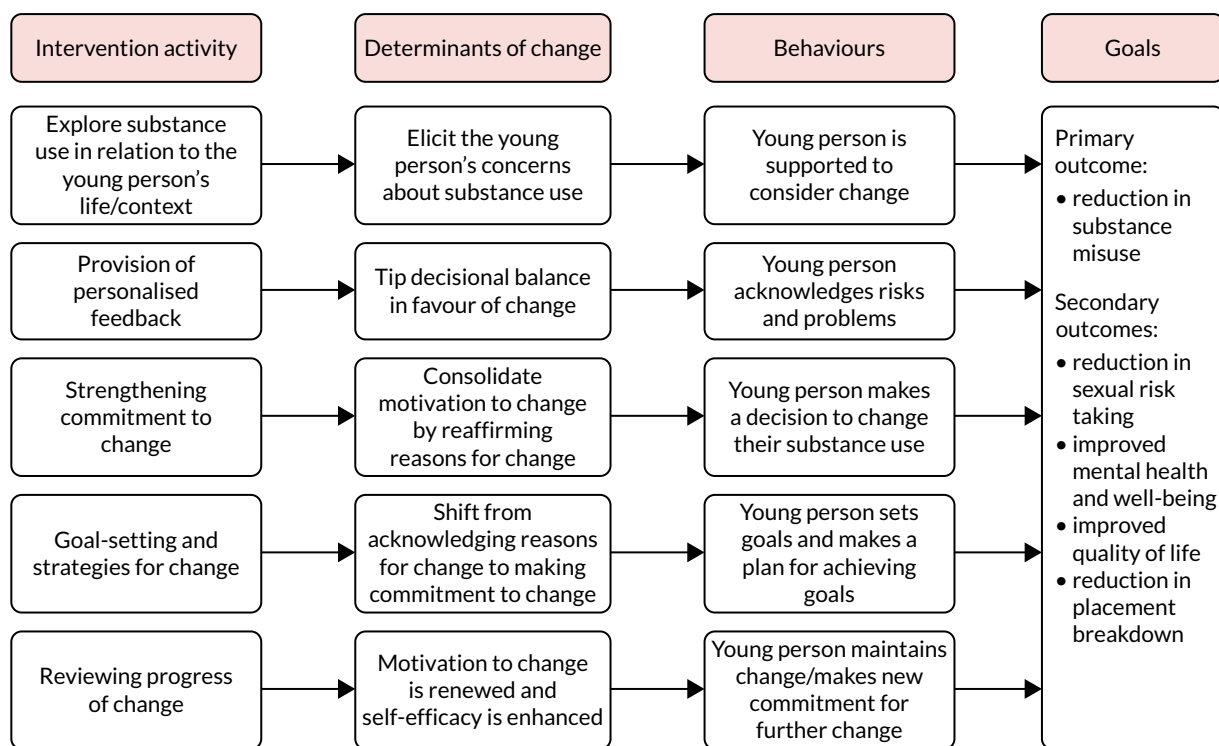 Intervention activity
Determinants of change
Behaviours
Goals
Explore substance
use in relation to the
young person's
life/context
Elicit the young
person's concerns
about substance use
Young person is
supported to
consider change
Provision of
personalised
feedback
Tip decisional balance
in favour of change
Young person
acknowledges risks
and problems
Strengthening
commitment to
change
Consolidate
motivation to change
by reaffirming
reasons for change
Young person makes
a decision to change
their substance use
Goal-setting and
strategies for change
Shift from
acknowledging reasons
for change to making
commitment to change
Young person sets
goals and makes a
plan for achieving
goals
Reviewing progress
of change
Motivation to change
is renewed and
self-efficacy is enhanced
Young person maintains
change/makes new
commitment for
further change
Primary
outcome:
• reduction in
substance
misuse
Secondary
outcomes:
• reduction in
sexual risk
taking
• improved
mental health
and well-being
• improved
quality of life
• reduction in
placement
breakdown